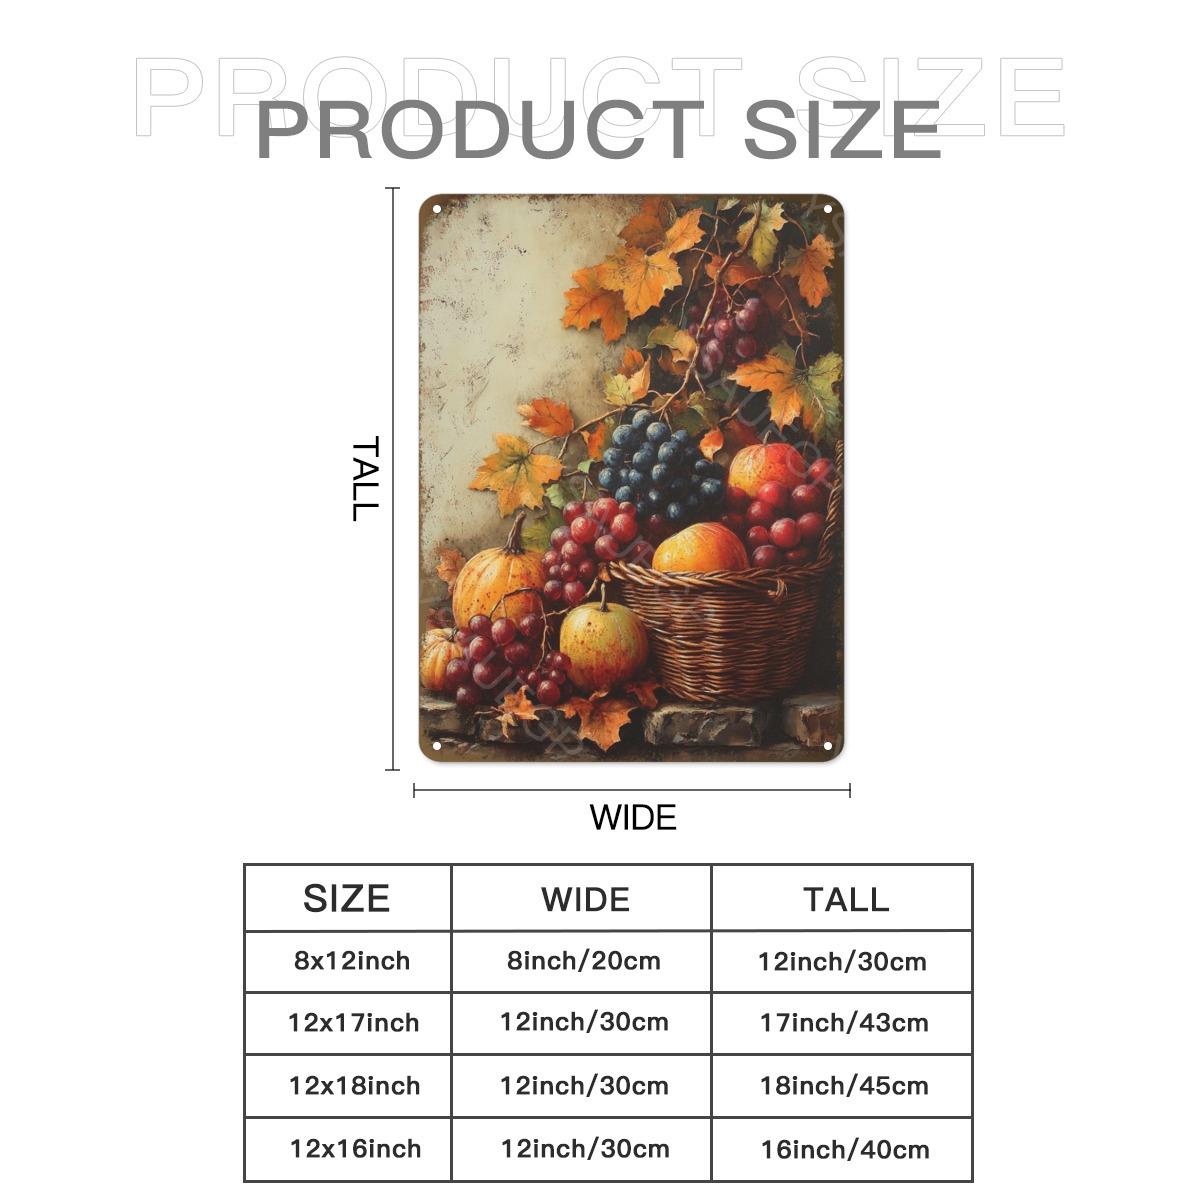 PRODUCT SIZE
PRODUCT SIZE
TALL
WIDE
SIZE WIDE TALL
8x12inch 8inch/20cm 12inch/30cm
12x17inch 12inch/30cm 17inch/43cm
12x18inch 12inch/30cm 18inch/45cm
12x16inch 12inch/30cm 16inch/40cm